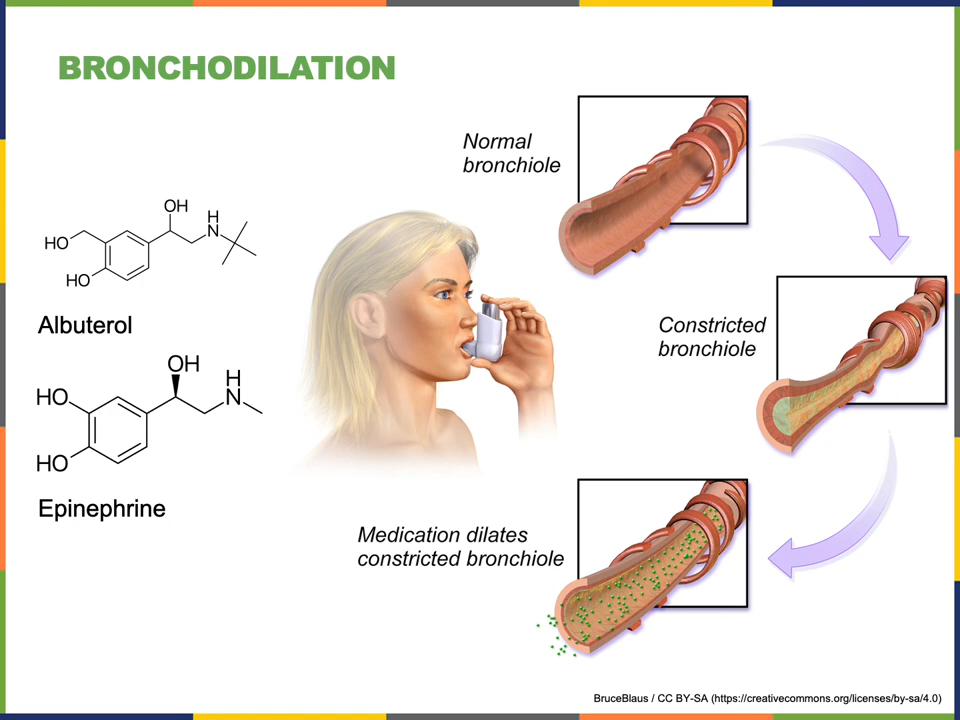 BRONCHODILATION
Normal
bronchiole
OH
H
N
HO
HO
Albuterol
Constricted
bronchiole
OH
H
N
HO
HO
Epinephrine
Medication dilates
constricted bronchiole
BruceBlaus / CC BY-SA (https://creativecommons.org/licenses/by-sa/4.0)